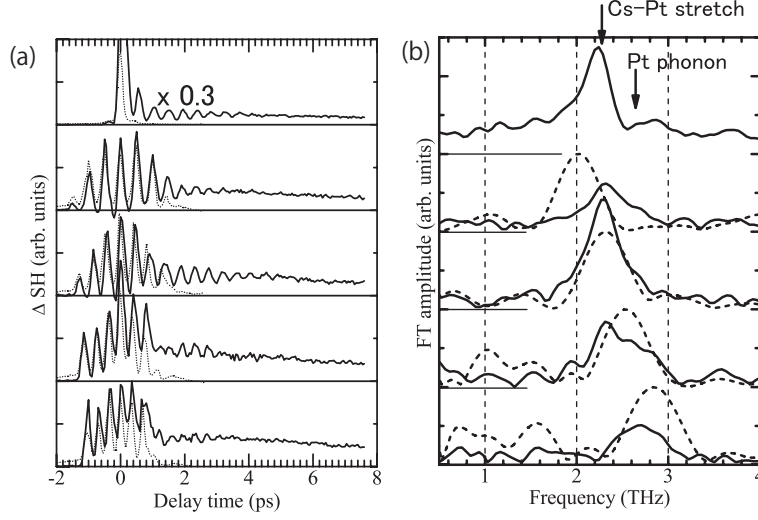 Cs-Pt stretch
(a)
(b)
Pt phonon
x 0.3
Δ SH (arb. units)
FT amplitude (arb. units)
-2
0
2
4
6
8
1
2
3
4
Delay time (ps)
Frequency (THz)